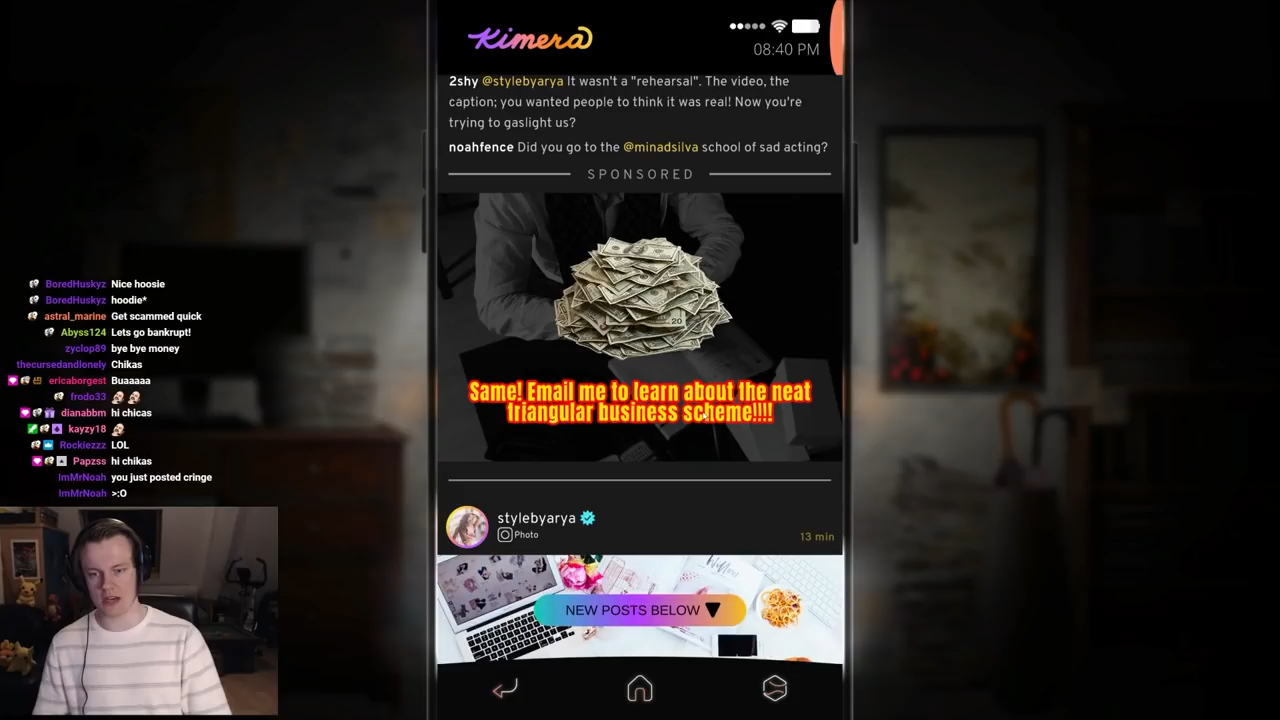 Kimera
08:40 PM
2shy @stylebyarya It wasn't a "rehearsal". The video, the
caption; you wanted people to think it was real! Now you're
trying to gaslight us?
noahfence Did you go to the @minadsilva school of sad acting?
SPONSORED
Same! Email me to learn about the neat
triangular business scheme!!!!
stylebyarya
Photo
13 min
NEW POSTS BELOW
BoredHuskyz Nice hoosie
BoredHuskyz hoodie*
astral_marine Get scammed quick
Abyss124 Lets go bankrupt!
zyclop89 bye bye money
thecursedandlonely Chikas
ericaborgest Buaaaaa
frodo33
dianabbm hi chicas
kayzy18
Rockiezzz LOL
Papzss hi chikas
ImMrNoah you just posted cringe
ImMrNoah >:O